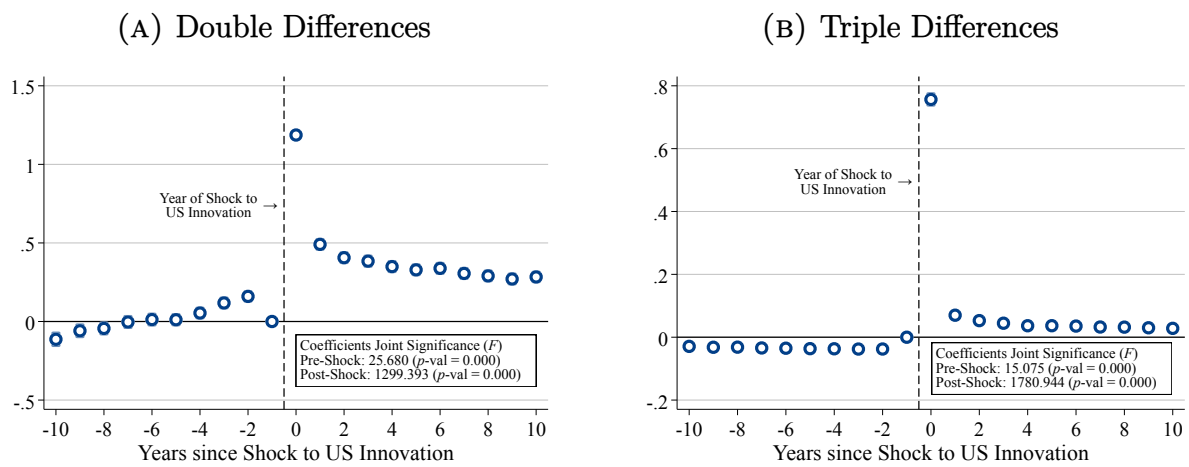 (A) Double Differences
1.5
1
.5
0
-.5
Year of Shock to
US Innovation →
Coefficients Joint Significance (F)
Pre-Shock: 25.680 (p-val = 0.000)
Post-Shock: 1299.393 (p-val = 0.000)
-10 -8 -6 -4 -2 0 2 4 6 8 10
Years since Shock to US Innovation
(B) Triple Differences
.8
.6
.4
.2
0
-.2
Year of Shock to
US Innovation →
Coefficients Joint Significance (F)
Pre-Shock: 15.075 (p-val = 0.000)
Post-Shock: 1780.944 (p-val = 0.000)
-10 -8 -6 -4 -2 0 2 4 6 8 10
Years since Shock to US Innovation